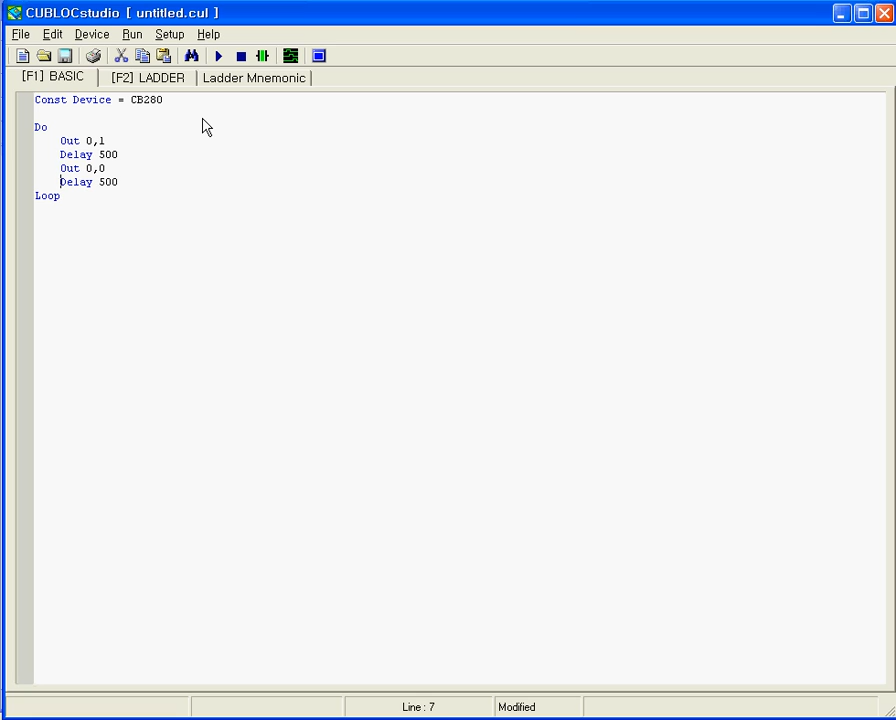 CUBLOCstudio [ untitled.cul ]
File Edit Device Run Setup Help
[F1] BASIC [F2] LADDER Ladder Mnemonic
Const Device = CB280
Do
Out 0,1
Delay 500
Out 0,0
Delay 500
Loop
Line : 7 Modified